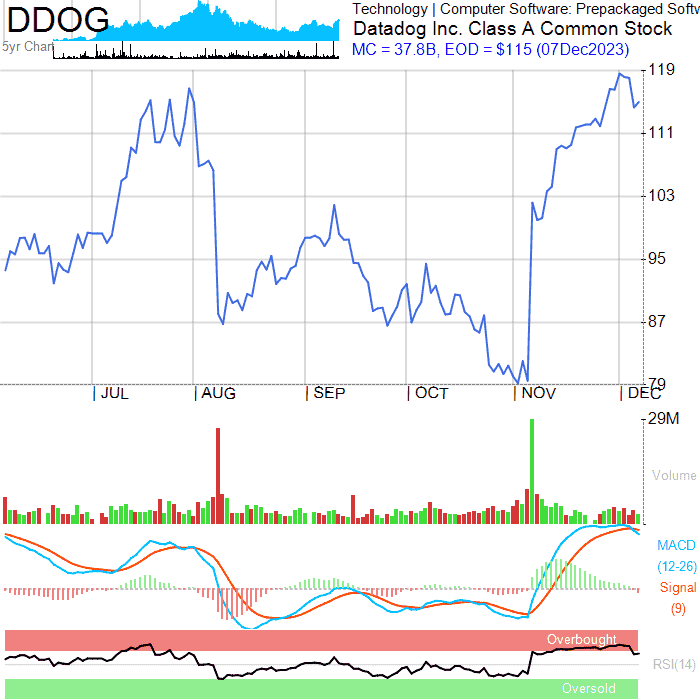 DDOG
Technology | Computer Software: Prepackaged Softw
Datadog Inc. Class A Common Stock
5yr Chart
MC = 37.8B, EOD = $115 (07Dec2023)
119
111
103
95
87
79
JUL
AUG
SEP
OCT
NOV
DEC
29M
Volume
MACD
(12-26)
Signal
(9)
Overbought
RSI(14)
Oversold